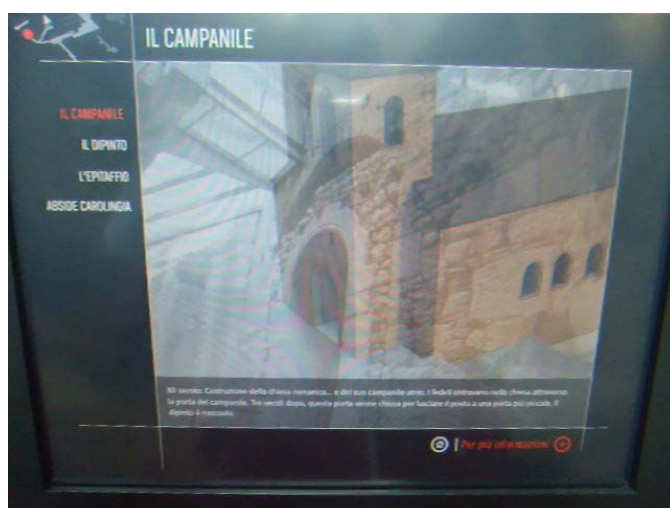 IL CAMPANILE
IL CAMPANILE
IL DIPINTO
L'EPITAFFIO
ABSIDE CAROLINGIA
XII secolo: Costruzione della chiesa romanica... e del suo campanile atrio. I fedeli entravano nella chiesa attraverso
la porta del campanile. Tre secoli dopo, questa porta venne chiusa per lasciare il posto a una porta più piccola. Il
dipinto è nascosto.
Per più informazioni